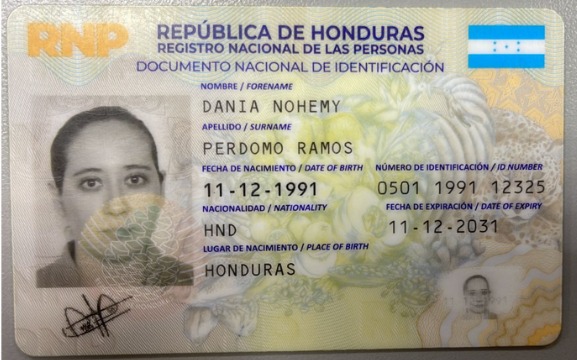 RNP
REPÚBLICA DE HONDURAS
REGISTRO NACIONAL DE LAS PERSONAS
DOCUMENTO NACIONAL DE IDENTIFICACIÓN
NOMBRE / FORENAME
DANIA NOHEMY
APELLIDO / SURNAME
PERDOMO RAMOS
FECHA DE NACIMIENTO / DATE OF BIRTH NÚMERO DE IDENTIFICACIÓN / ID NUMBER
11-12-1991 0501 1991 12325
NACIONALIDAD / NATIONALITY FECHA DE EXPIRACIÓN / DATE OF EXPIRY
HND 11-12-2031
LUGAR DE NACIMIENTO / PLACE OF BIRTH
HONDURAS